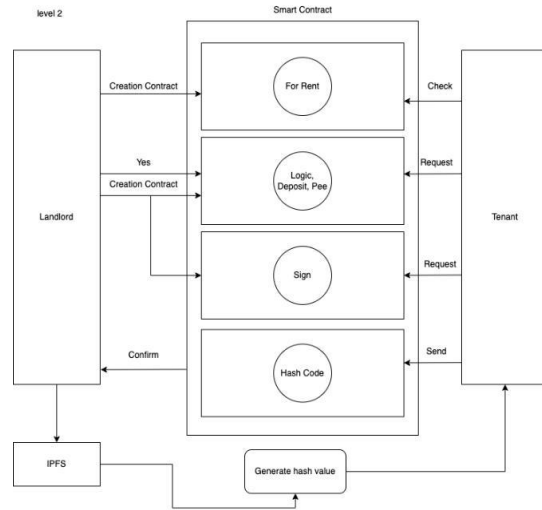 level 2
Smart Contract
Creation Contract
For Rent
Check
Yes
Creation Contract
Logic,
Deposit, Pee
Request
Landlord
Tenant
Sign
Request
Confirm
Hash Code
Send
IPFS
Generate hash value